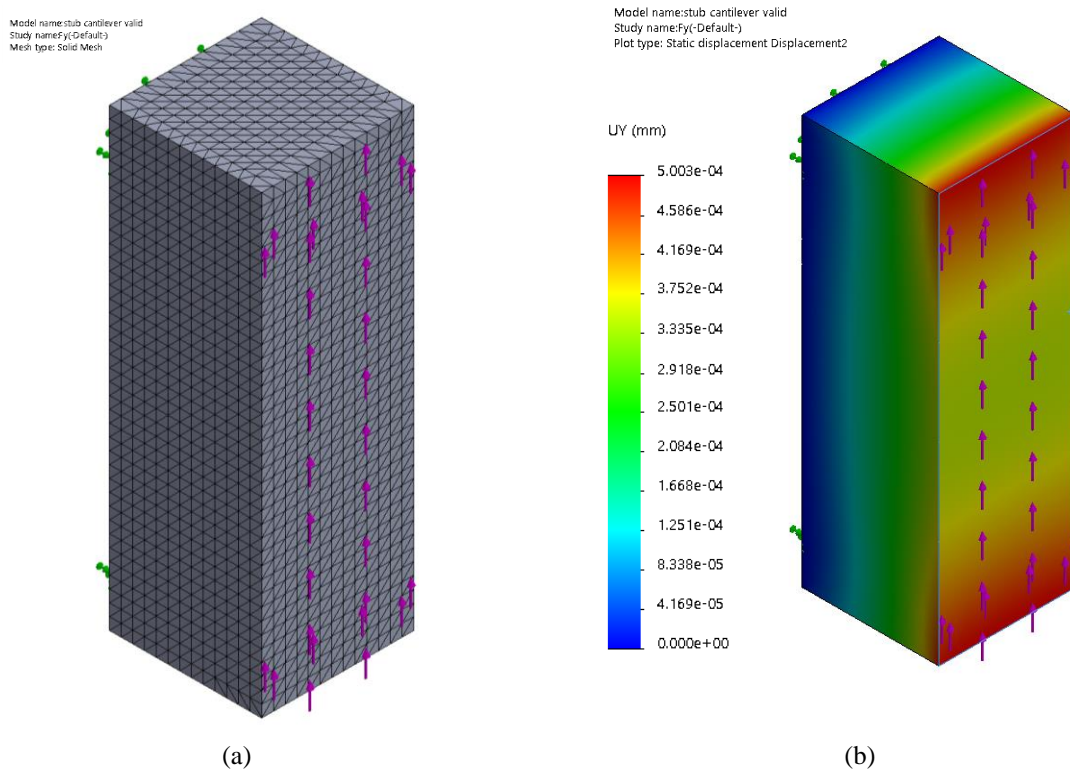 Model name:stub cantilever valid
Study name:Fy(-Default-)
Mesh type: Solid Mesh
Model name:stub cantilever valid
Study name:Fy(-Default-)
Plot type: Static displacement Displacement2
UY (mm)
5.003e-04
4.586e-04
4.169e-04
3.752e-04
3.335e-04
2.918e-04
2.501e-04
2.084e-04
1.668e-04
1.251e-04
8.338e-05
4.169e-05
0.000e+00
(a)
(b)